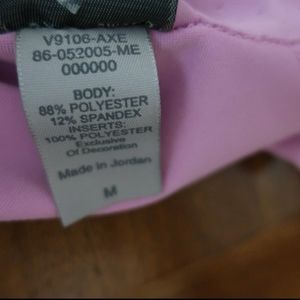 V9106-AXE
86-052005-ME
000000
BODY:
88% POLYESTER
12% SPANDEX
INSERTS:
100% POLYESTER
Exclusive
Of Decoration
Made in Jordan
M